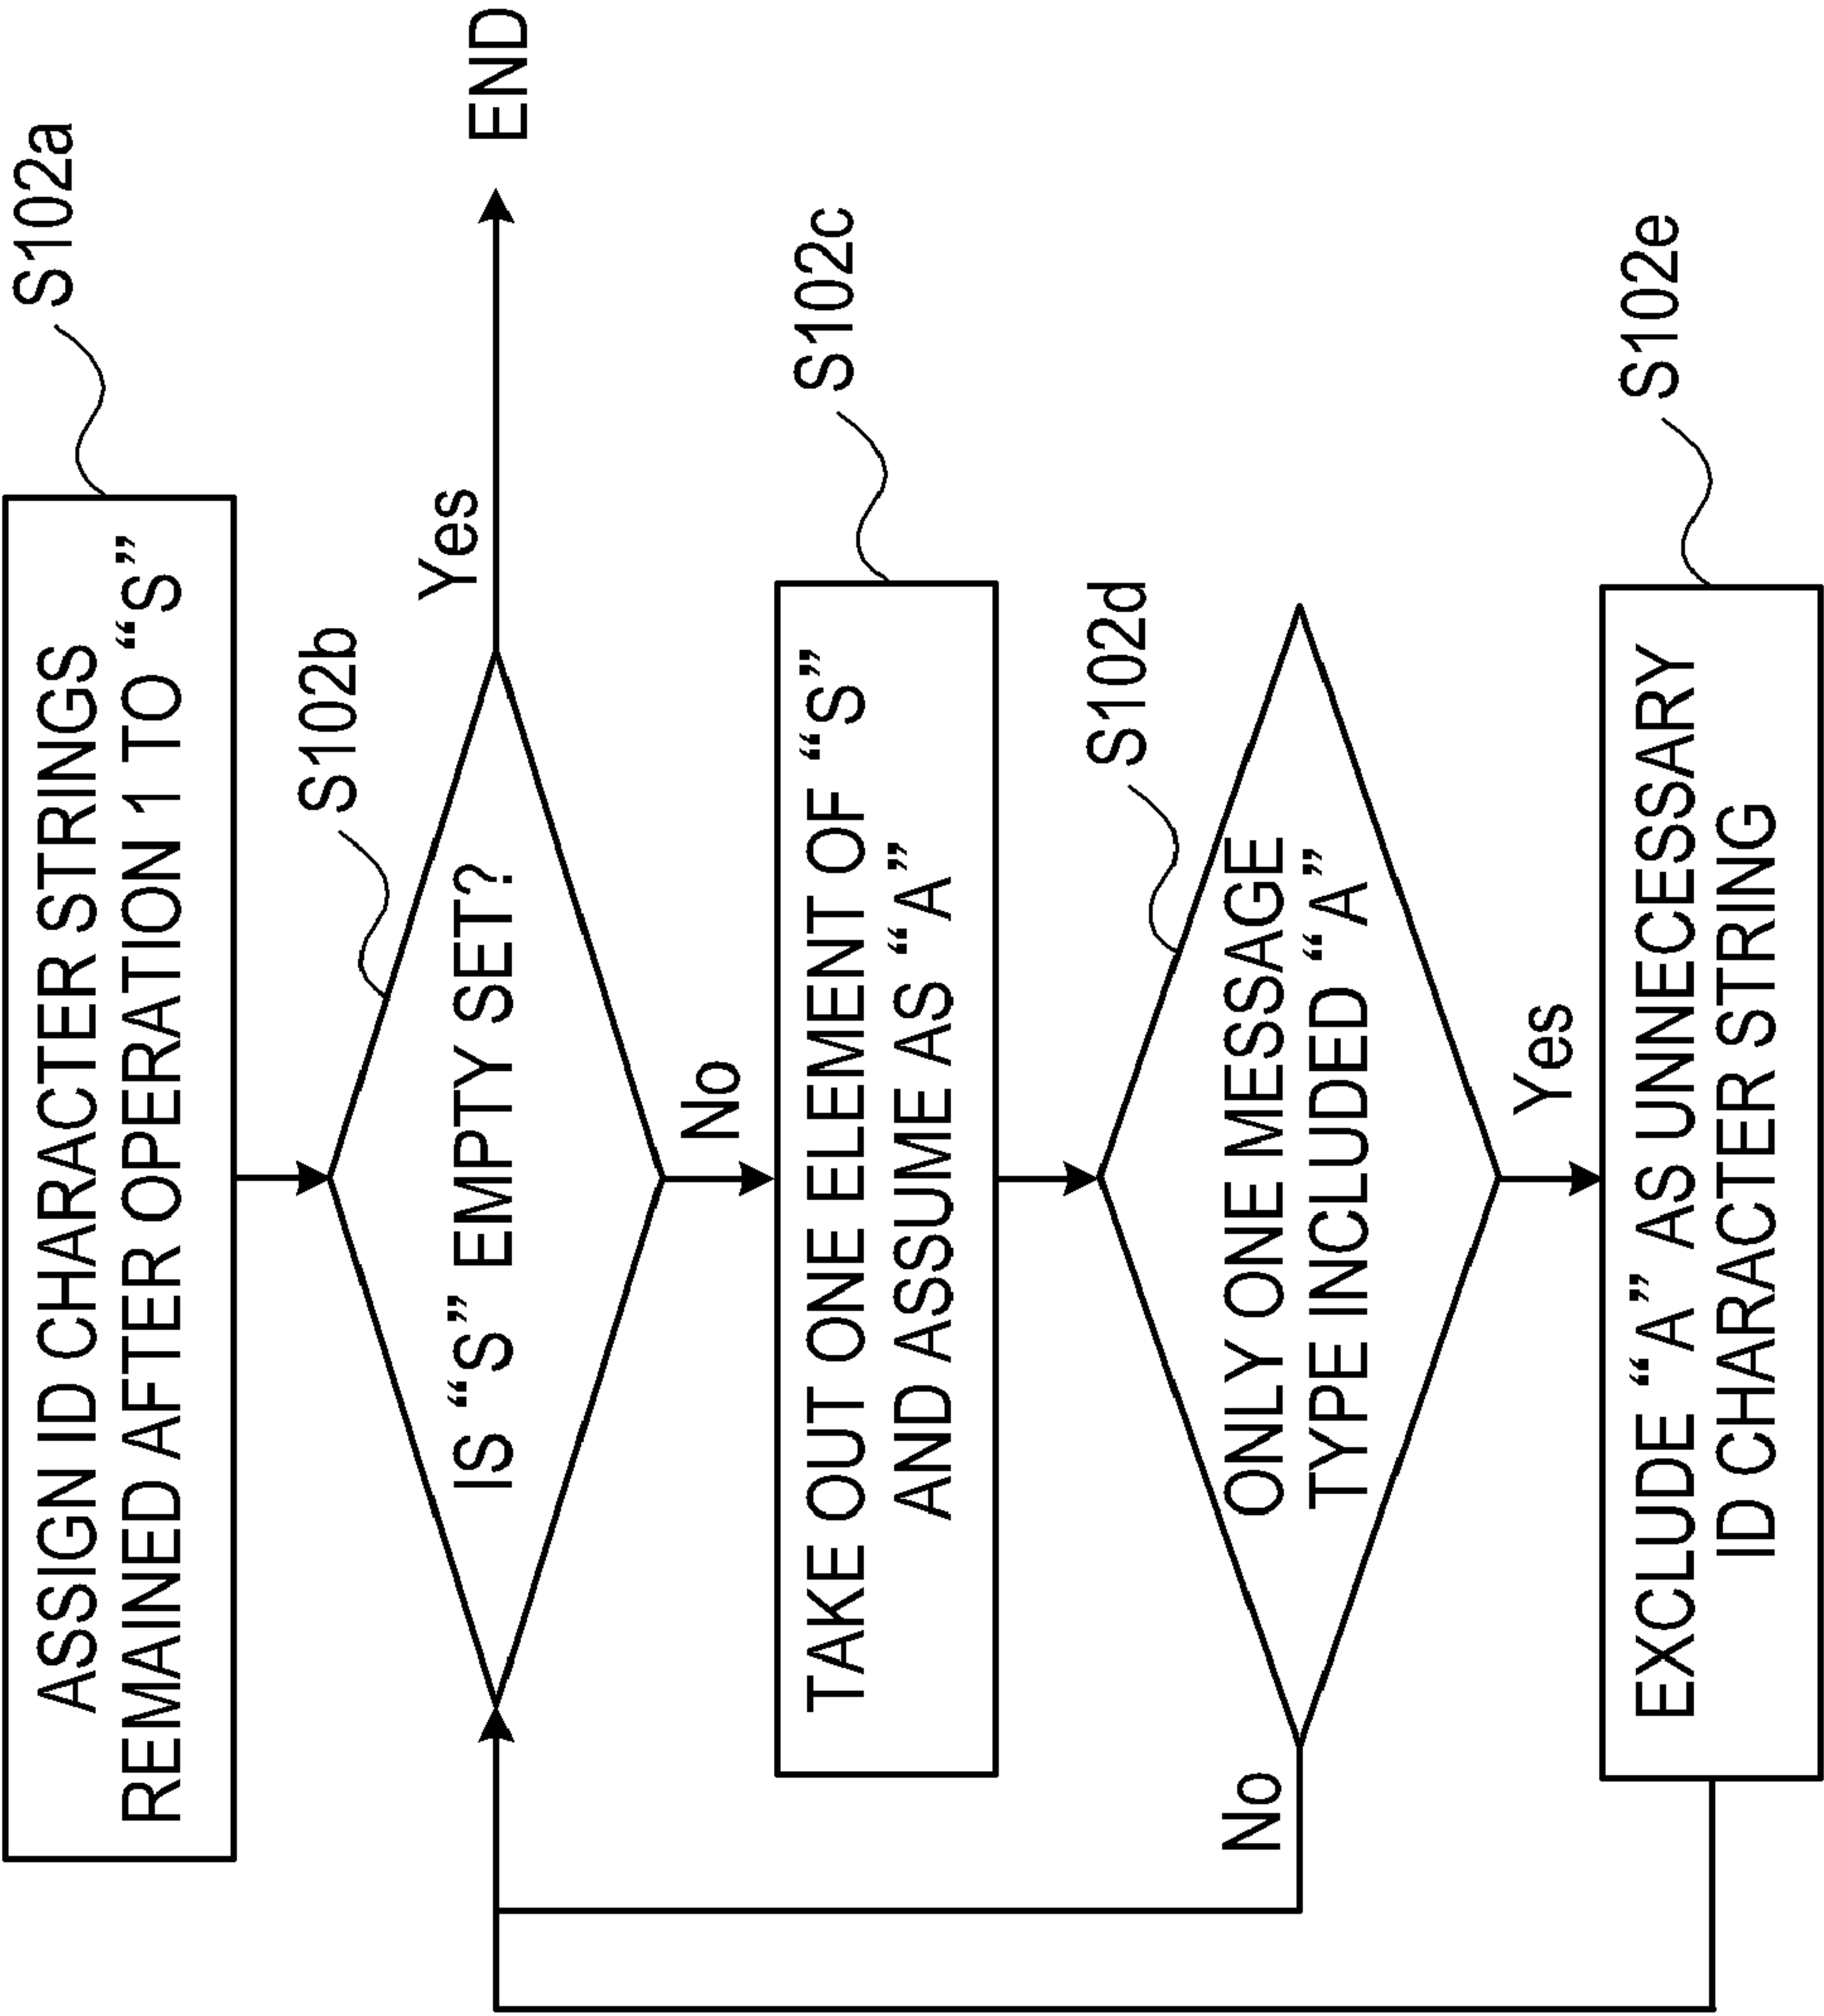 S102a
ASSIGN ID CHARACTER STRINGS
REMAINED AFTER OPERATION 1 TO “S”
S102b
IS “S” EMPTY SET?
Yes
END
No
S102c
TAKE OUT ONE ELEMENT OF “S”
AND ASSUME AS “A”
S102d
ONLY ONE MESSAGE
TYPE INCLUDED “A”
No
Yes
S102e
EXCLUDE “A” AS UNNECESSARY
ID CHARACTER STRING